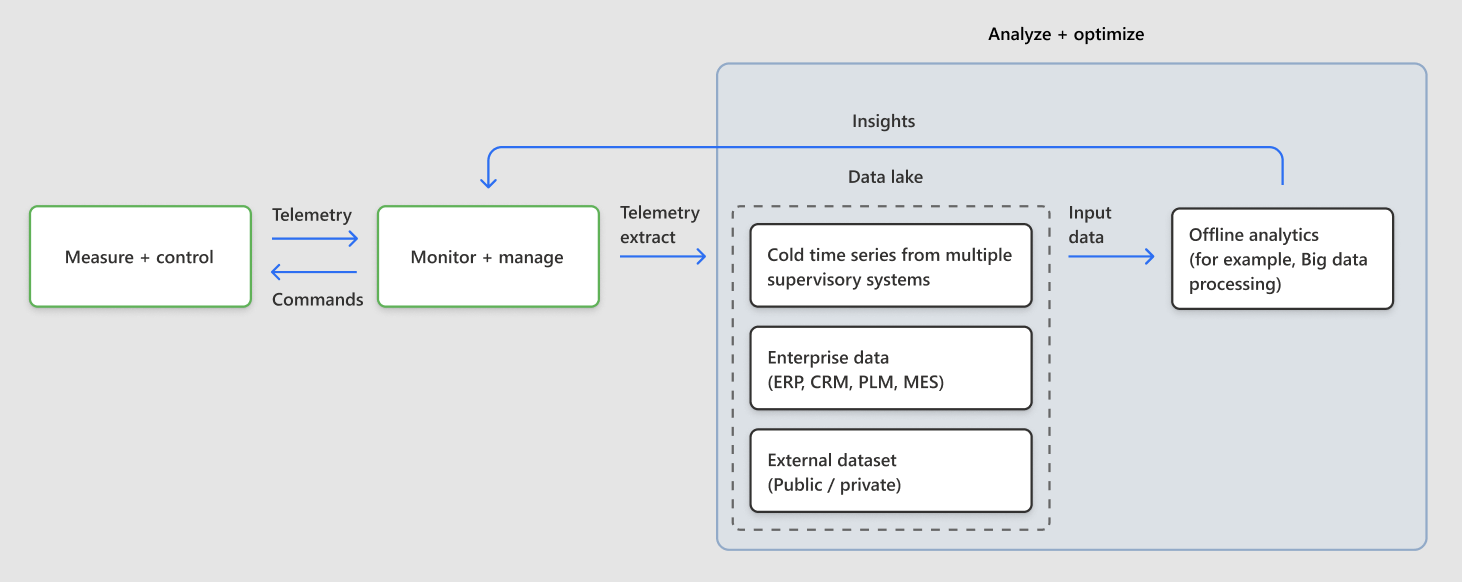 Analyze + optimize
Insights
Data lake
Telemetry
Commands
Measure + control
Monitor + manage
Telemetry
extract
Cold time series from multiple
supervisory systems
Enterprise data
(ERP, CRM, PLM, MES)
External dataset
(Public / private)
Input
data
Offline analytics
(for example, Big data
processing)